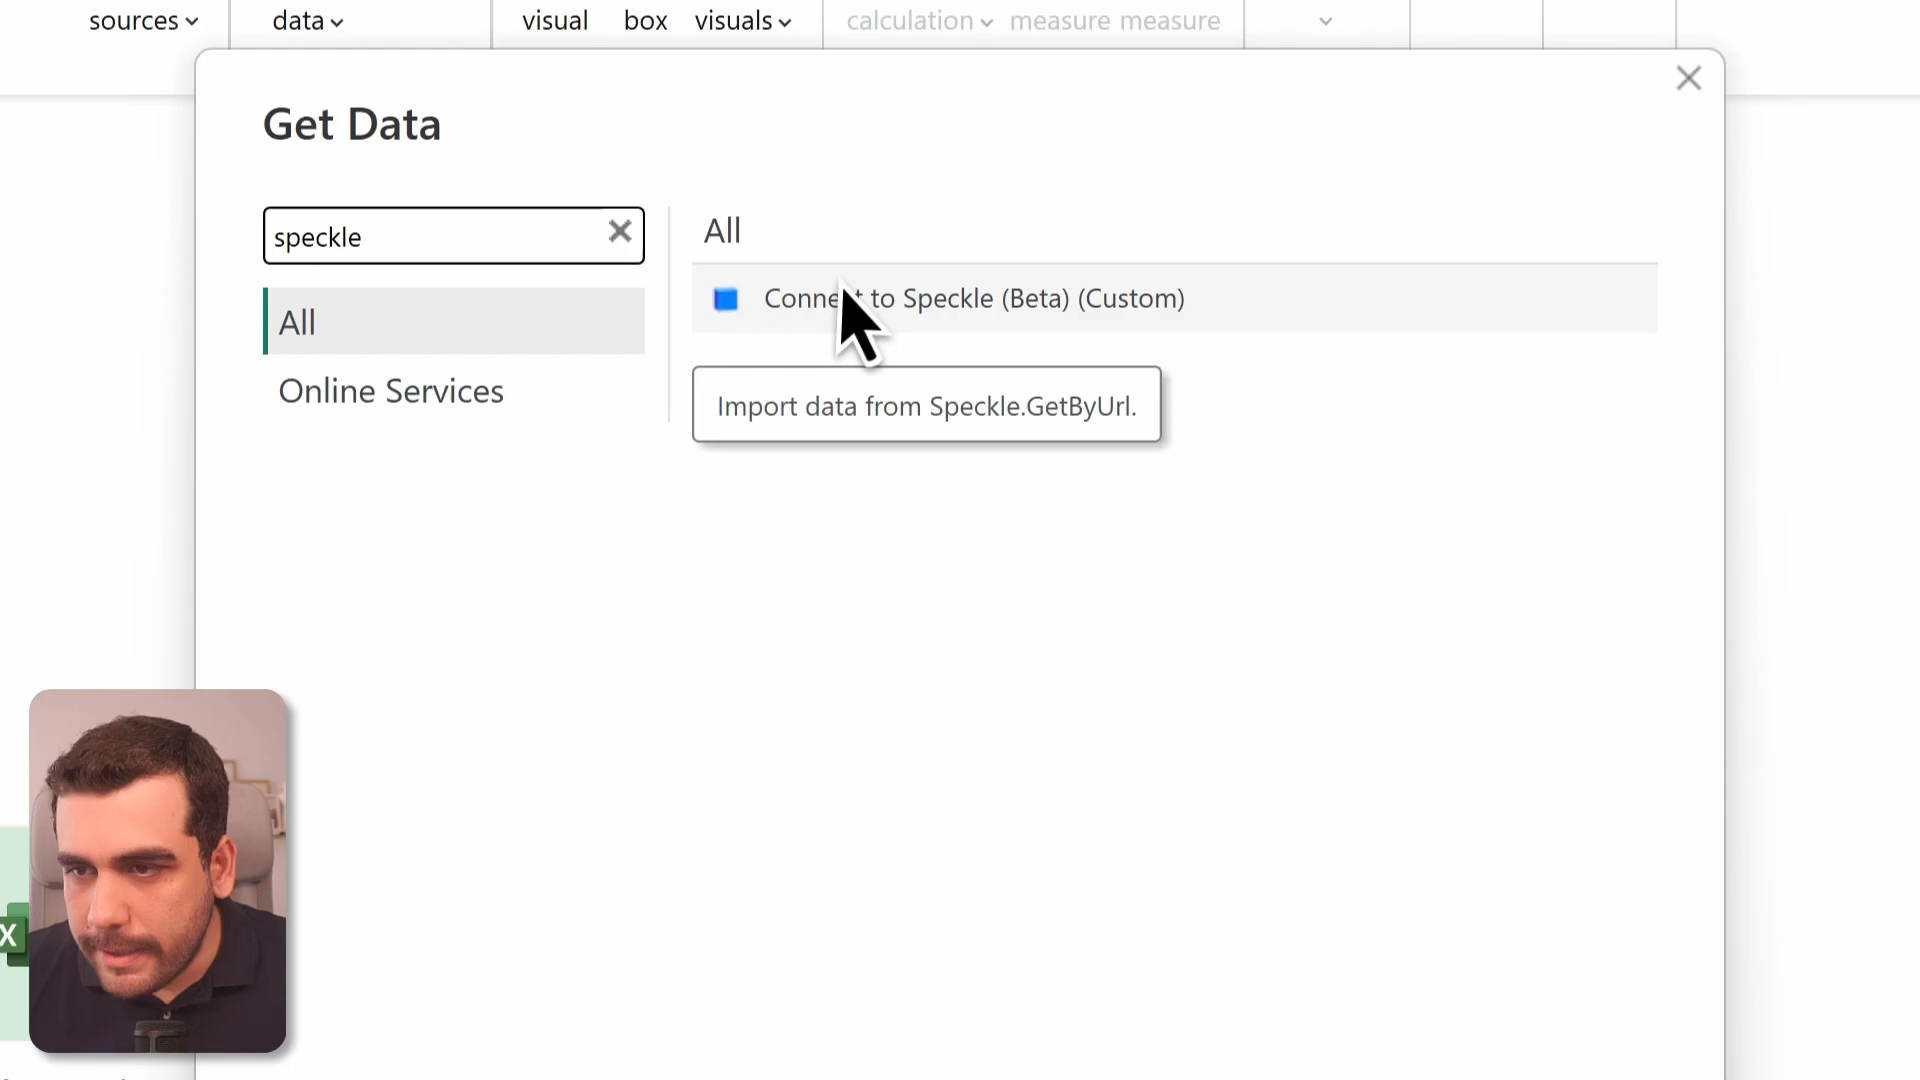 sources data visual box visuals calculation measure measure
Get Data
speckle
All
Online Services
All
Connect to Speckle (Beta) (Custom)
Import data from Speckle.GetByUrl.
X